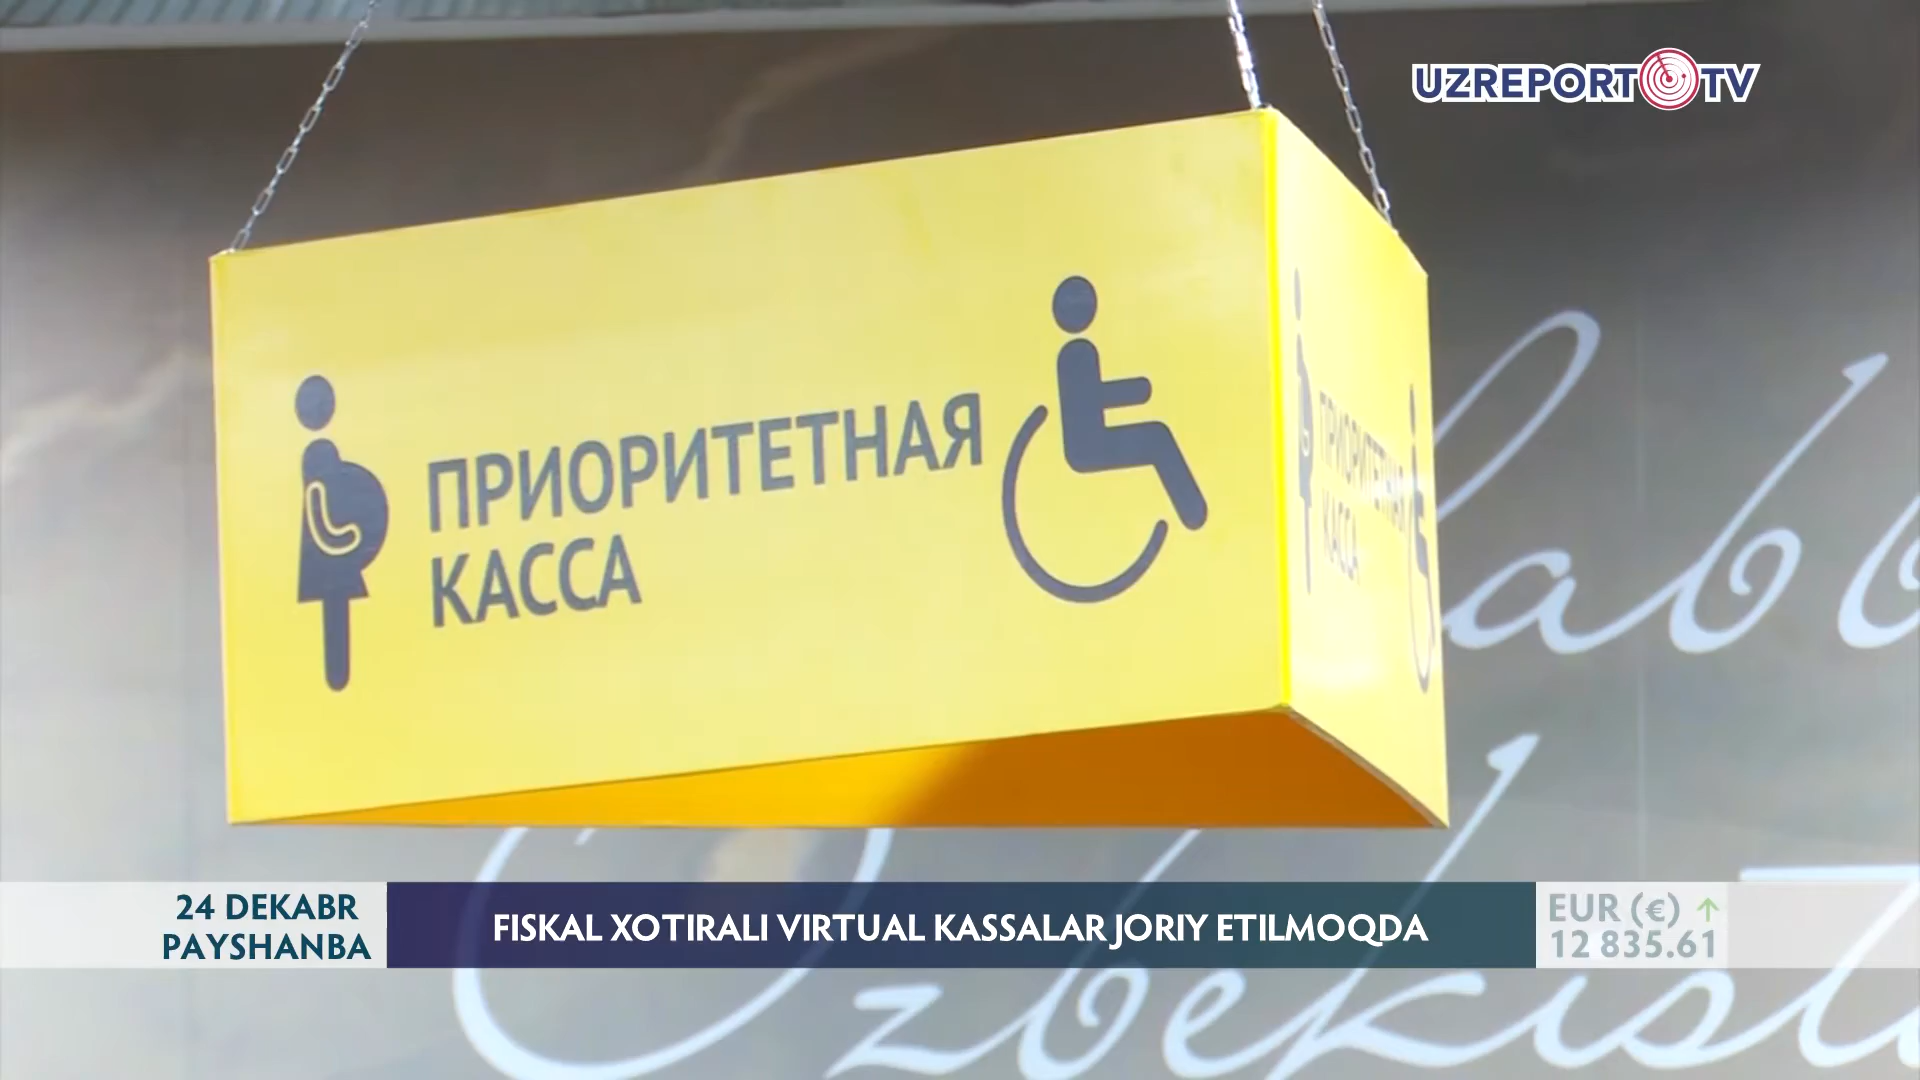 UZREPORT TV
ПРИОРИТЕТНАЯ
КАССА
ПРИОРИТЕТНАЯ
КАССА
24 DEKABR
PAYSHANBA
FISKAL XOTIRALI VIRTUAL KASSALAR JORIY ETILMOQDA
EUR (€)
12 835.61